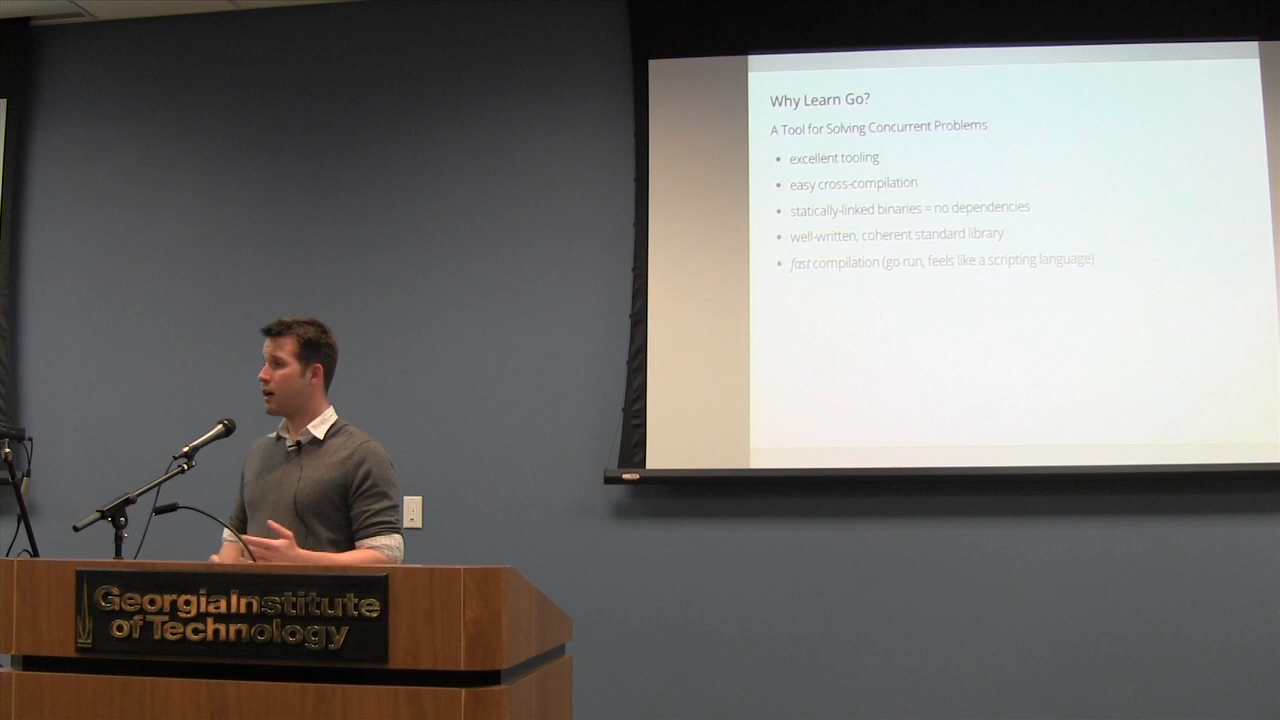 Why Learn Go?
A Tool for Solving Concurrent Problems
• excellent tooling
• easy cross-compilation
• statically-linked binaries = no dependencies
• well-written, coherent standard library
• fast compilation (go run, feels like a scripting language)
GeorgiaInstitute
of Technology